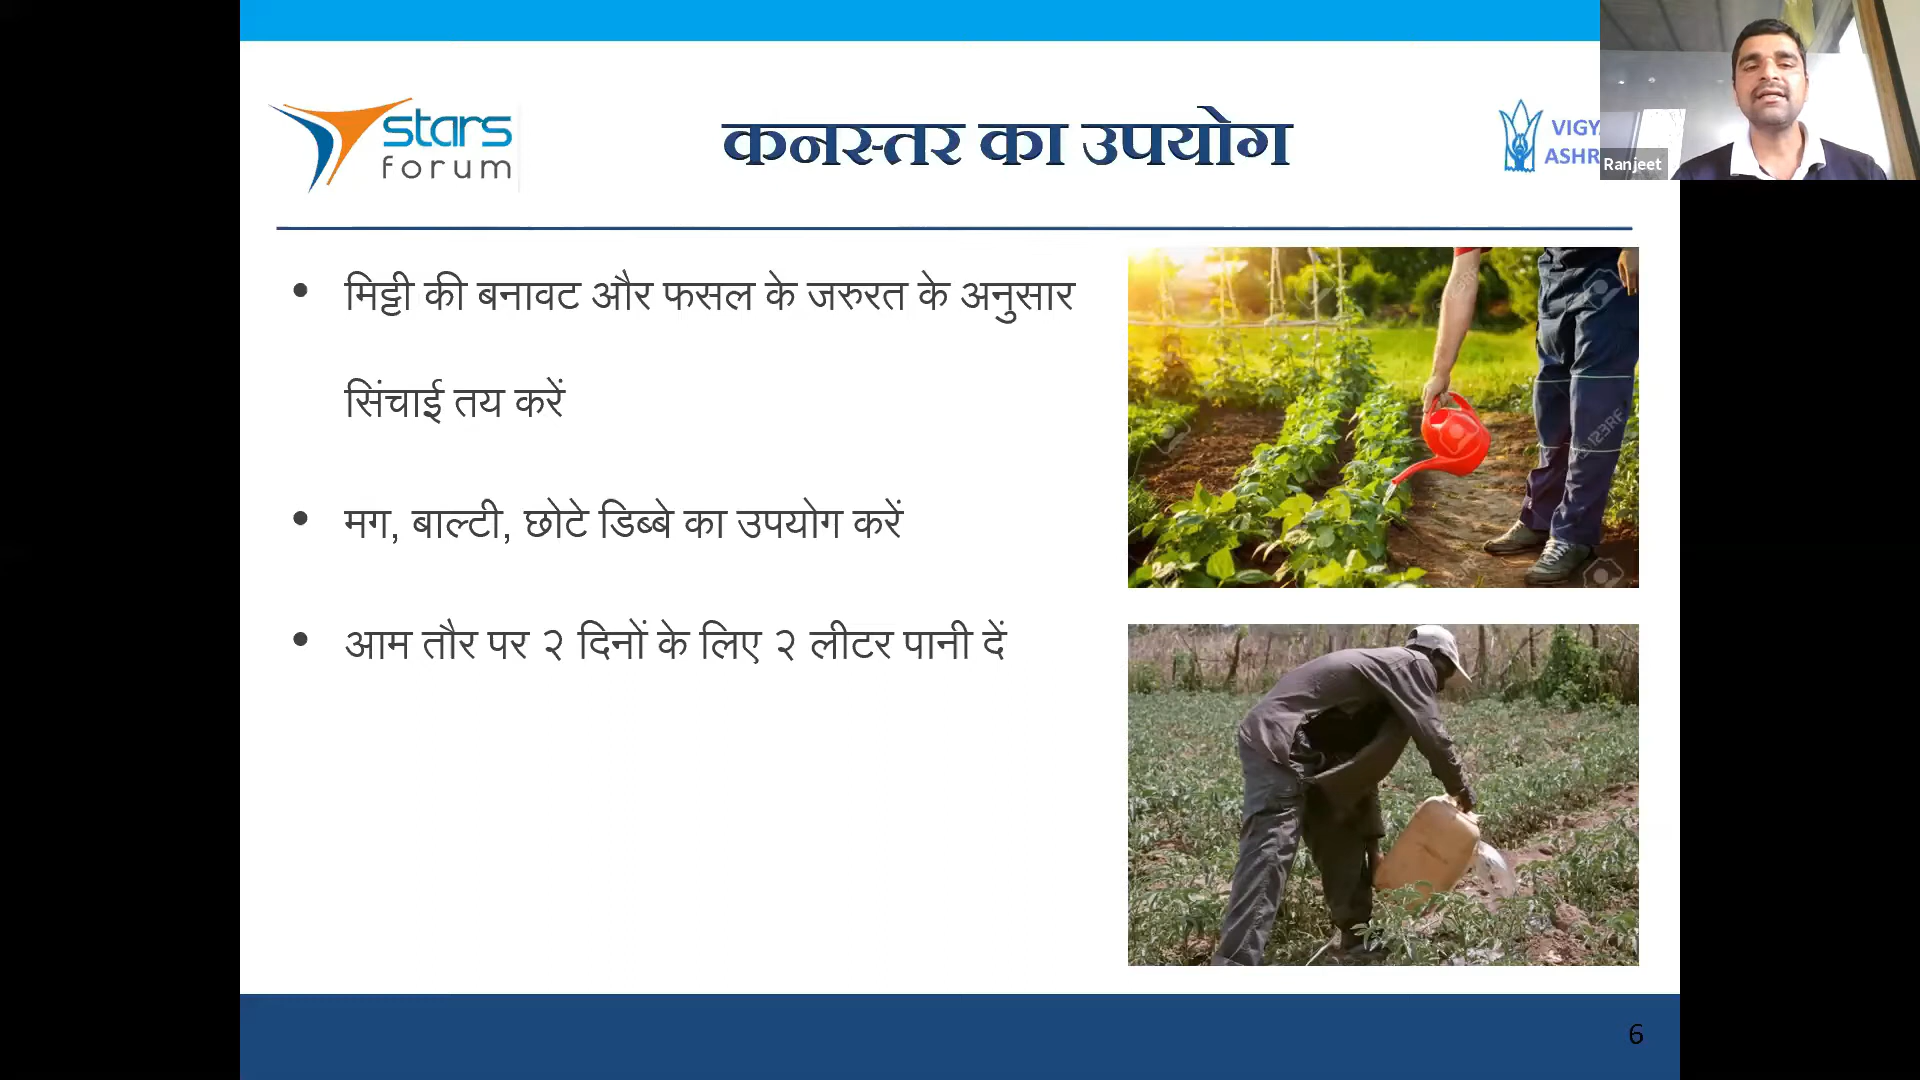 stars
forum
कनस्तर का उपयोग
VIGY
ASHR
Ranjeet
मिट्टी की बनावट और फसल के जरुरत के अनुसार
सिंचाई तय करें
मग, बाल्टी, छोटे डिब्बे का उपयोग करें
आम तौर पर २ दिनों के लिए २ लीटर पानी दें
123RF
6